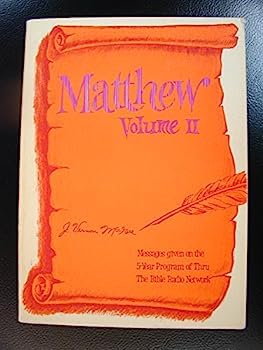 Matthew
Volume II
J. Vernon McGee
Messages given on the
5-Year Program of Thru
The Bible Radio Network